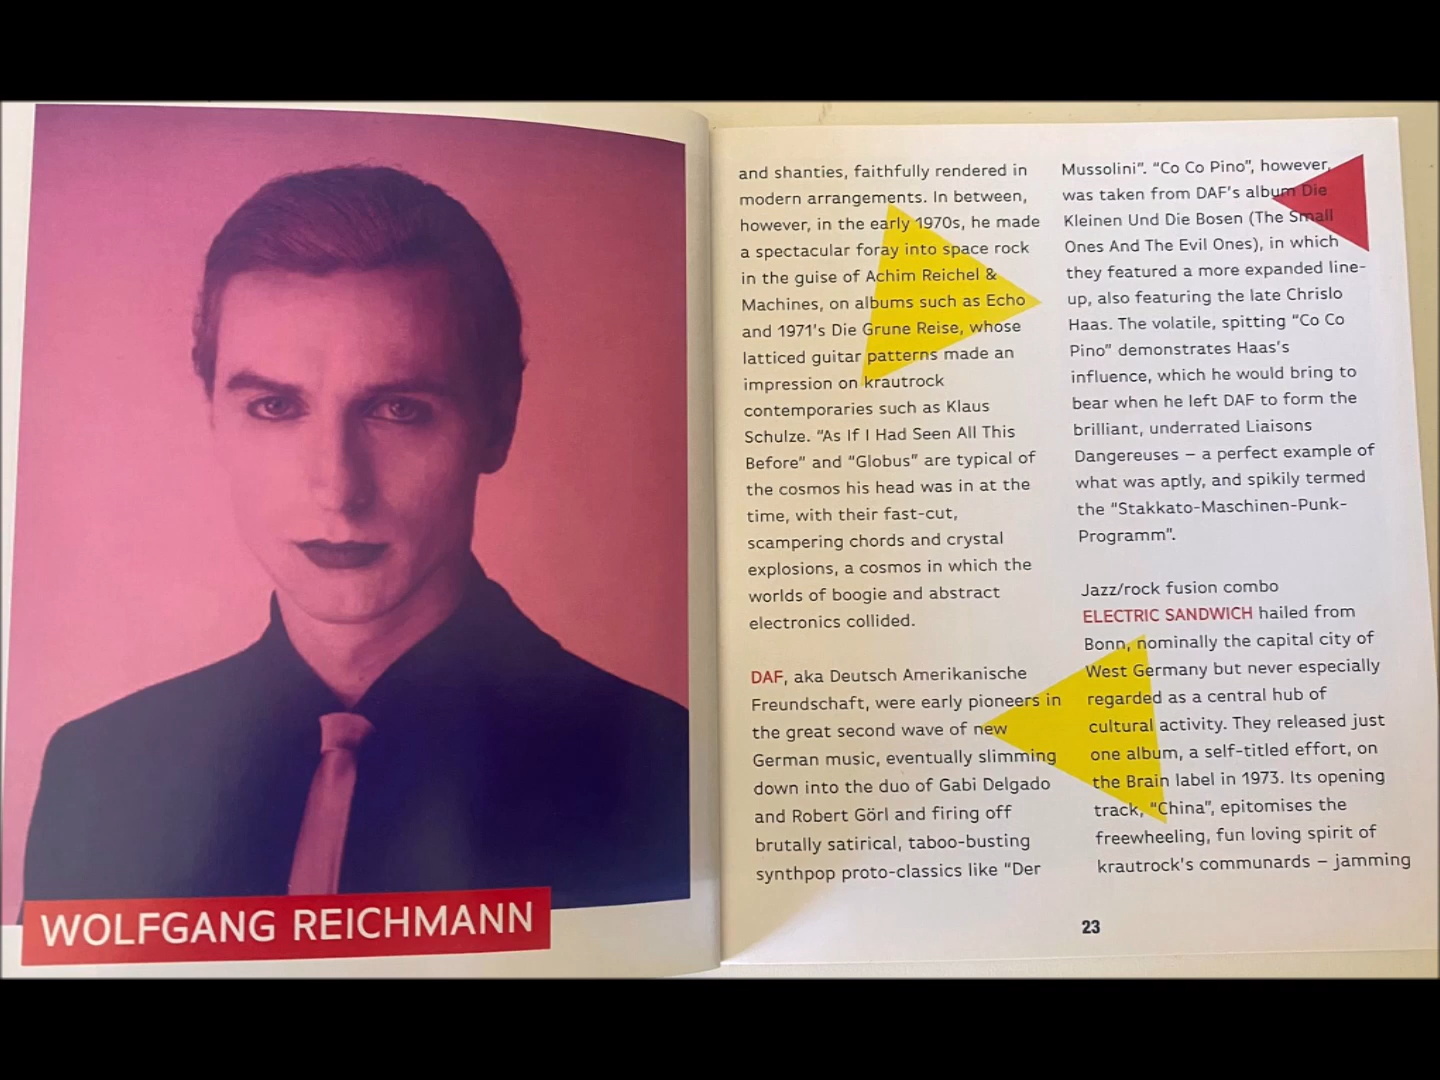 WOLFGANG REICHMANN
and shanties, faithfully rendered in
modern arrangements. In between,
however, in the early 1970s, he made
a spectacular foray into space rock
in the guise of Achim Reichel &
Machines, on albums such as Echo
and 1971's Die Grune Reise, whose
latticed guitar patterns made an
impression on krautrock
contemporaries such as Klaus
Schulze. “As If I Had Seen All This
Before” and “Globus” are typical of
the cosmos his head was in at the
time, with their fast-cut,
scampering chords and crystal
explosions, a cosmos in which the
worlds of boogie and abstract
electronics collided.
DAF, aka Deutsch Amerikanische
Freundschaft, were early pioneers in
the great second wave of new
German music, eventually slimming
down into the duo of Gabi Delgado
and Robert Görl and firing off
brutally satirical, taboo-busting
synthpop proto-classics like “Der
Mussolini”. “Co Co Pino”, however,
was taken from DAF's album Die
Kleinen Und Die Bosen (The Small
Ones And The Evil Ones), in which
they featured a more expanded line-
up, also featuring the late Chrislo
Haas. The volatile, spitting “Co Co
Pino” demonstrates Haas's
influence, which he would bring to
bear when he left DAF to form the
brilliant, underrated Liaisons
Dangereuses – a perfect example of
what was aptly, and spikily termed
the “Stakkato-Maschinen-Punk-
Programm”.
Jazz/rock fusion combo
ELECTRIC SANDWICH hailed from
Bonn, nominally the capital city of
West Germany but never especially
regarded as a central hub of
cultural activity. They released just
one album, a self-titled effort, on
the Brain label in 1973. Its opening
track, “China”, epitomises the
freewheeling, fun loving spirit of
krautrock's communards – jamming
23